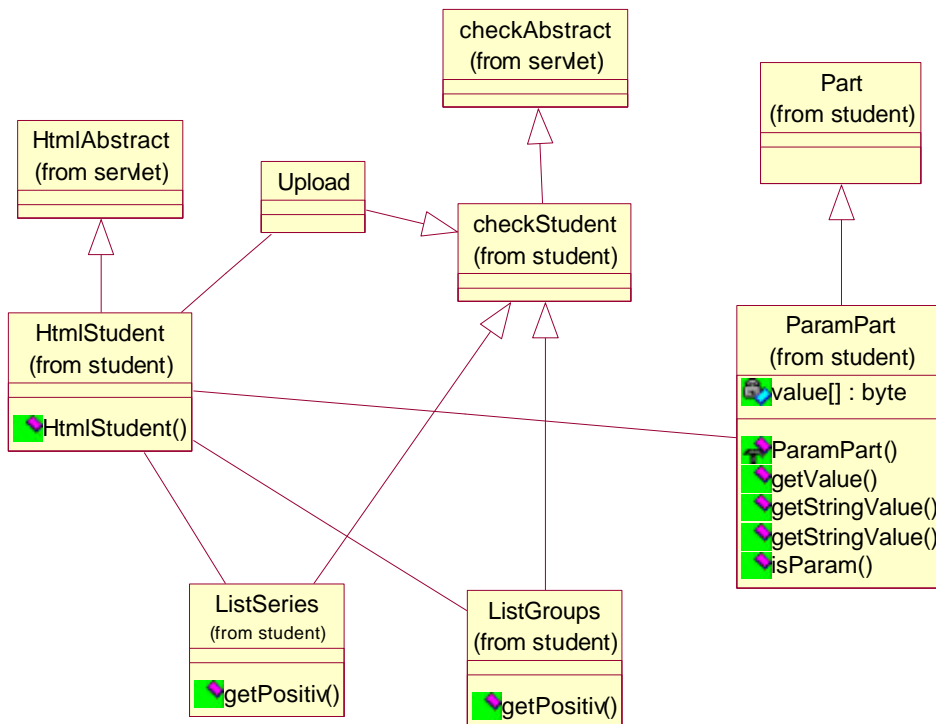 checkAbstract
(from servlet)
Part
(from student)
HtmlAbstract
(from servlet)
Upload
checkStudent
(from student)
HtmlStudent
(from student)
HtmlStudent()
ParamPart
(from student)
value[] : byte
ParamPart()
getValue()
getStringValue()
getStringValue()
isParam()
ListSeries
(from student)
getPositiv()
ListGroups
(from student)
getPositiv()